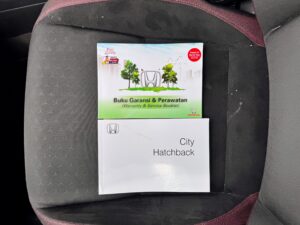 Buku Garansi & Perawatan
(Warranty & Service Booklet)
City
Hatchback